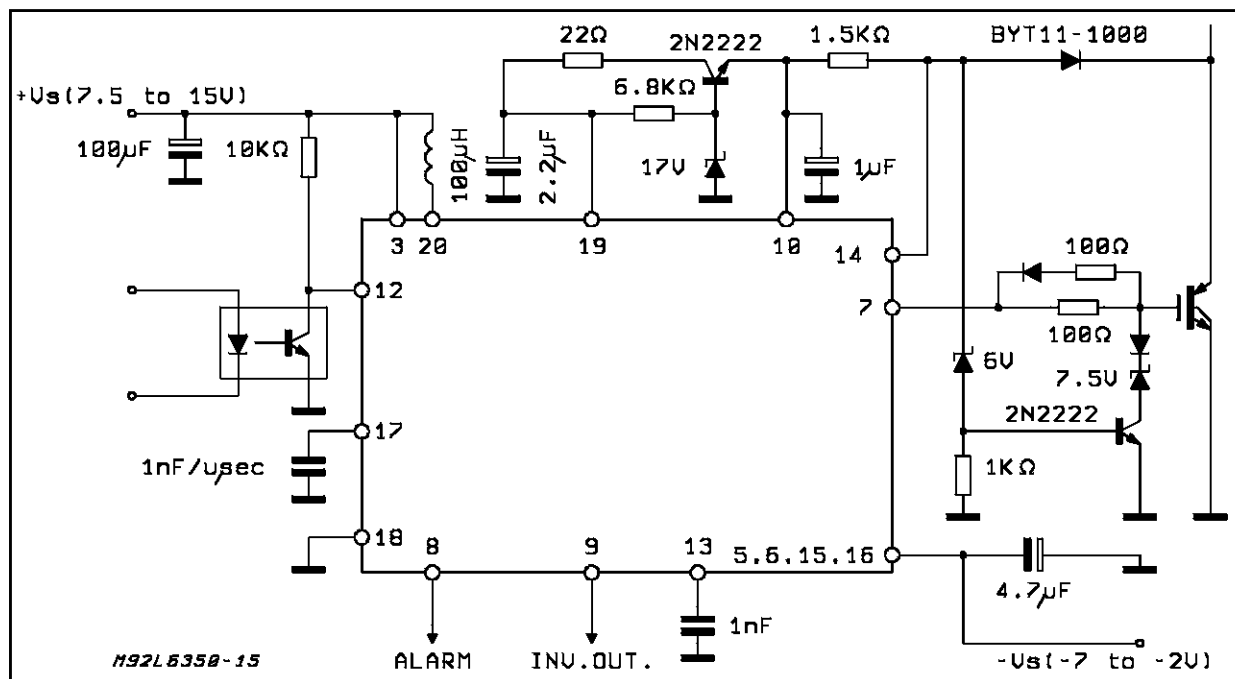 22Ω
2N2222
1.5KΩ
BYT11-1000
+Vs(7.5 to 15V)
6.8KΩ
100µF
10KΩ
100µH
2.2µF
17V
1µF
3
20
19
10
14
100Ω
12
7
100Ω
6V
7.5V
17
2N2222
1nF/µsec
1KΩ
18
8
9
13
5,6,15,16
4.7µF
1nF
M92L6350-15
ALARM
INV.OUT.
-Vs(-7 to -2V)